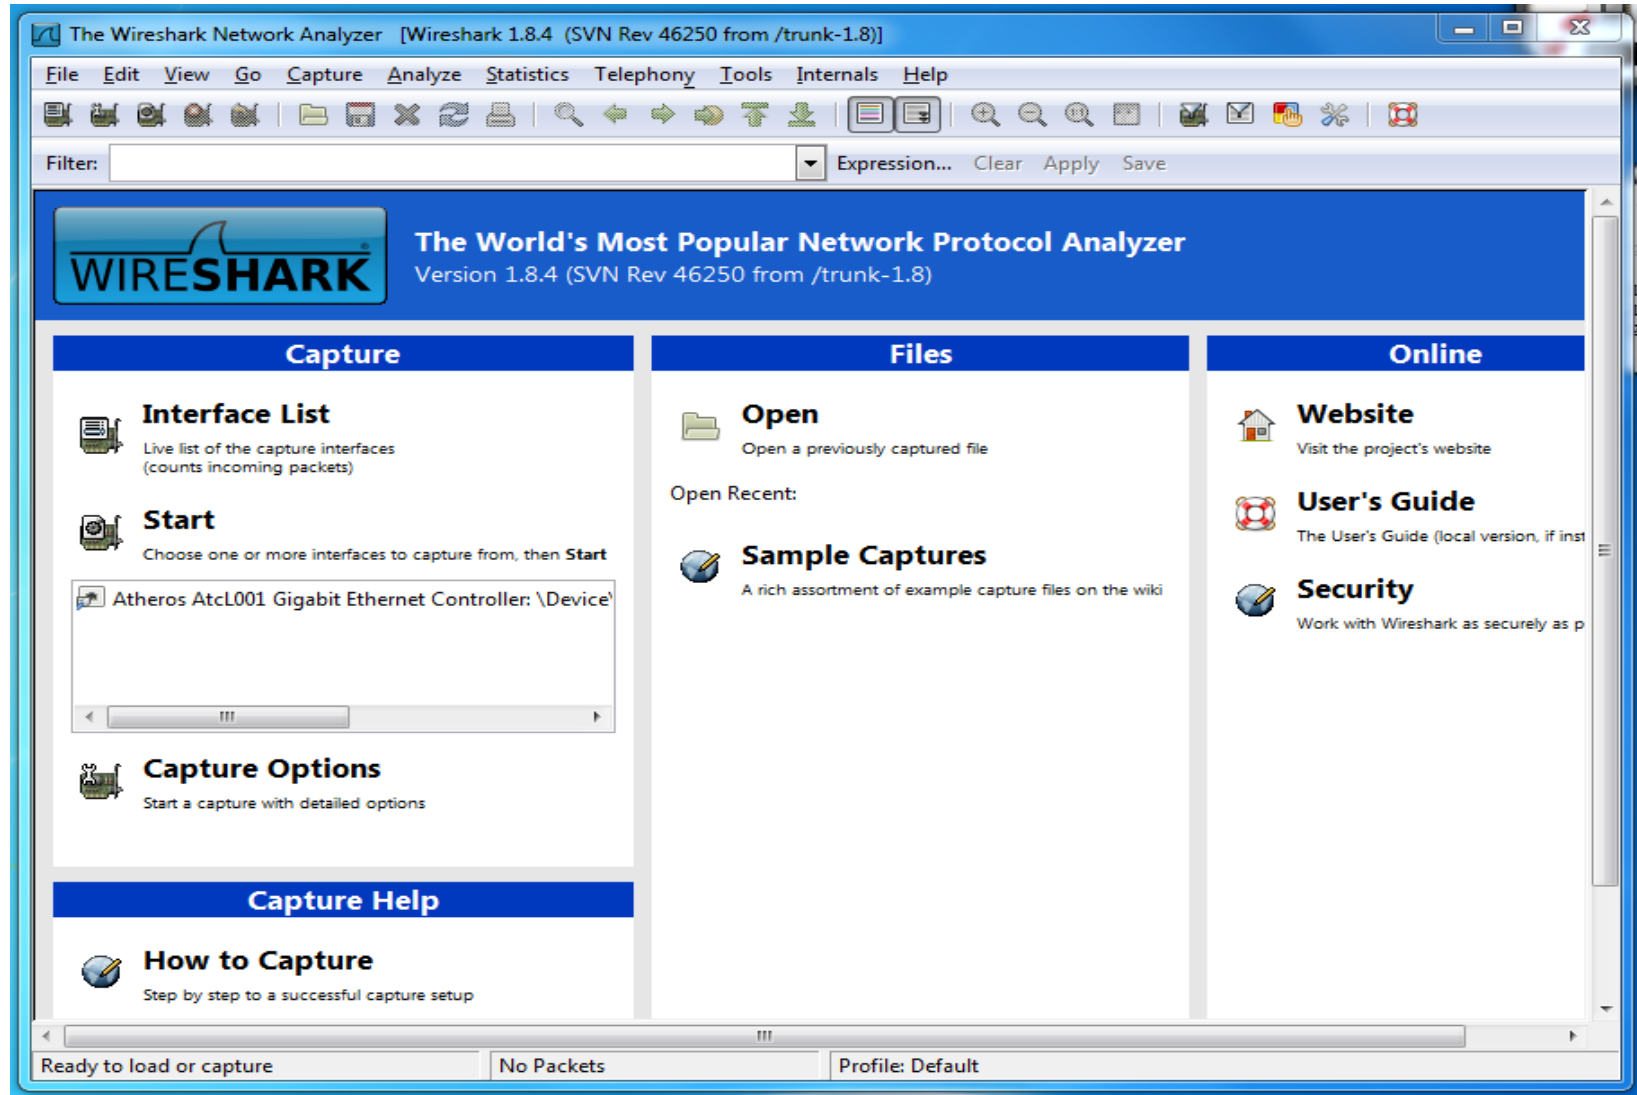 The Wireshark Network Analyzer [Wireshark 1.8.4 (SVN Rev 46250 from /trunk-1.8)]
File Edit View Go Capture Analyze Statistics Telephony Tools Internals Help
Filter: Expression... Clear Apply Save
WIRESHARK
The World's Most Popular Network Protocol Analyzer
Version 1.8.4 (SVN Rev 46250 from /trunk-1.8)
Capture
Interface List
Live list of the capture interfaces
(counts incoming packets)
Start
Choose one or more interfaces to capture from, then Start
Atheros AtcL001 Gigabit Ethernet Controller: \Device\
Capture Options
Start a capture with detailed options
Capture Help
How to Capture
Step by step to a successful capture setup
Files
Open
Open a previously captured file
Open Recent:
Sample Captures
A rich assortment of example capture files on the wiki
Online
Website
Visit the project's website
User's Guide
The User's Guide (local version, if inst
Security
Work with Wireshark as securely as p
Ready to load or capture No Packets Profile: Default